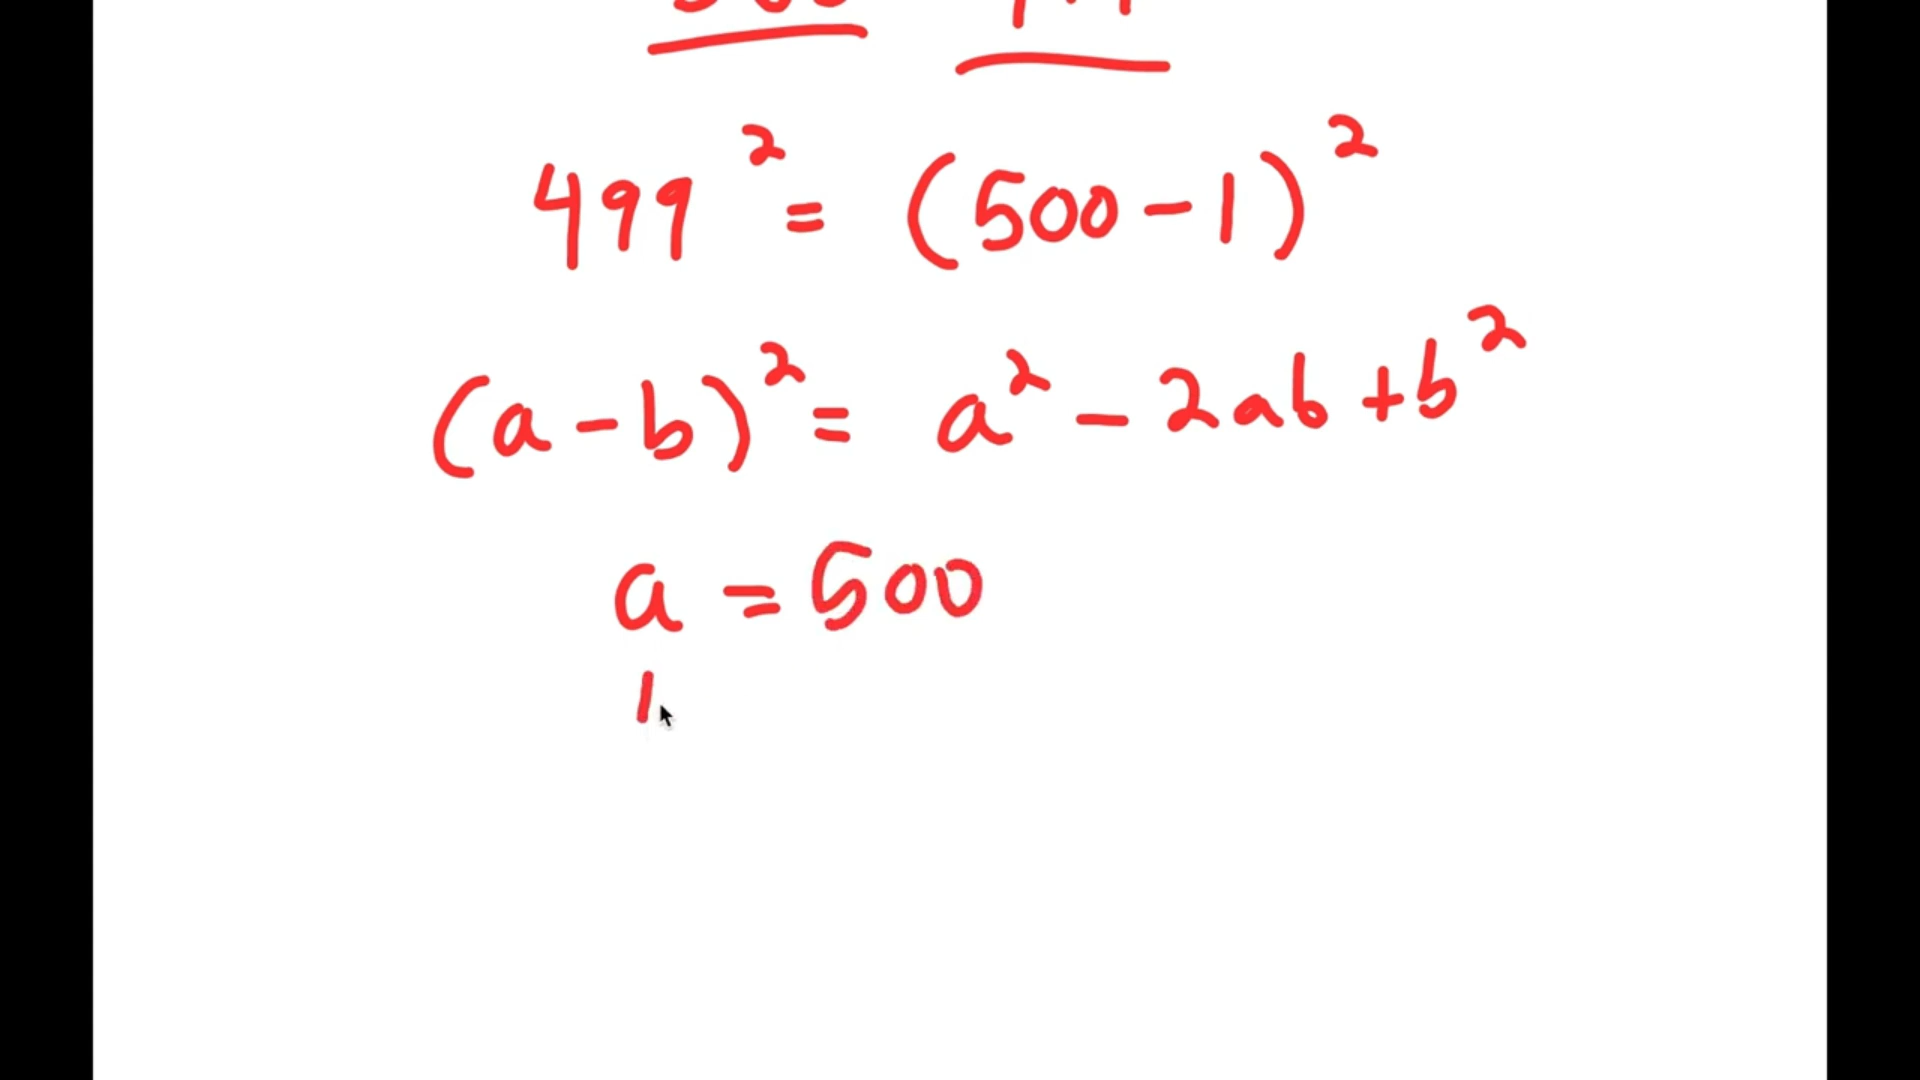 499² = (500 - 1)²
(a - b)² = a² - 2ab + b²
a = 500